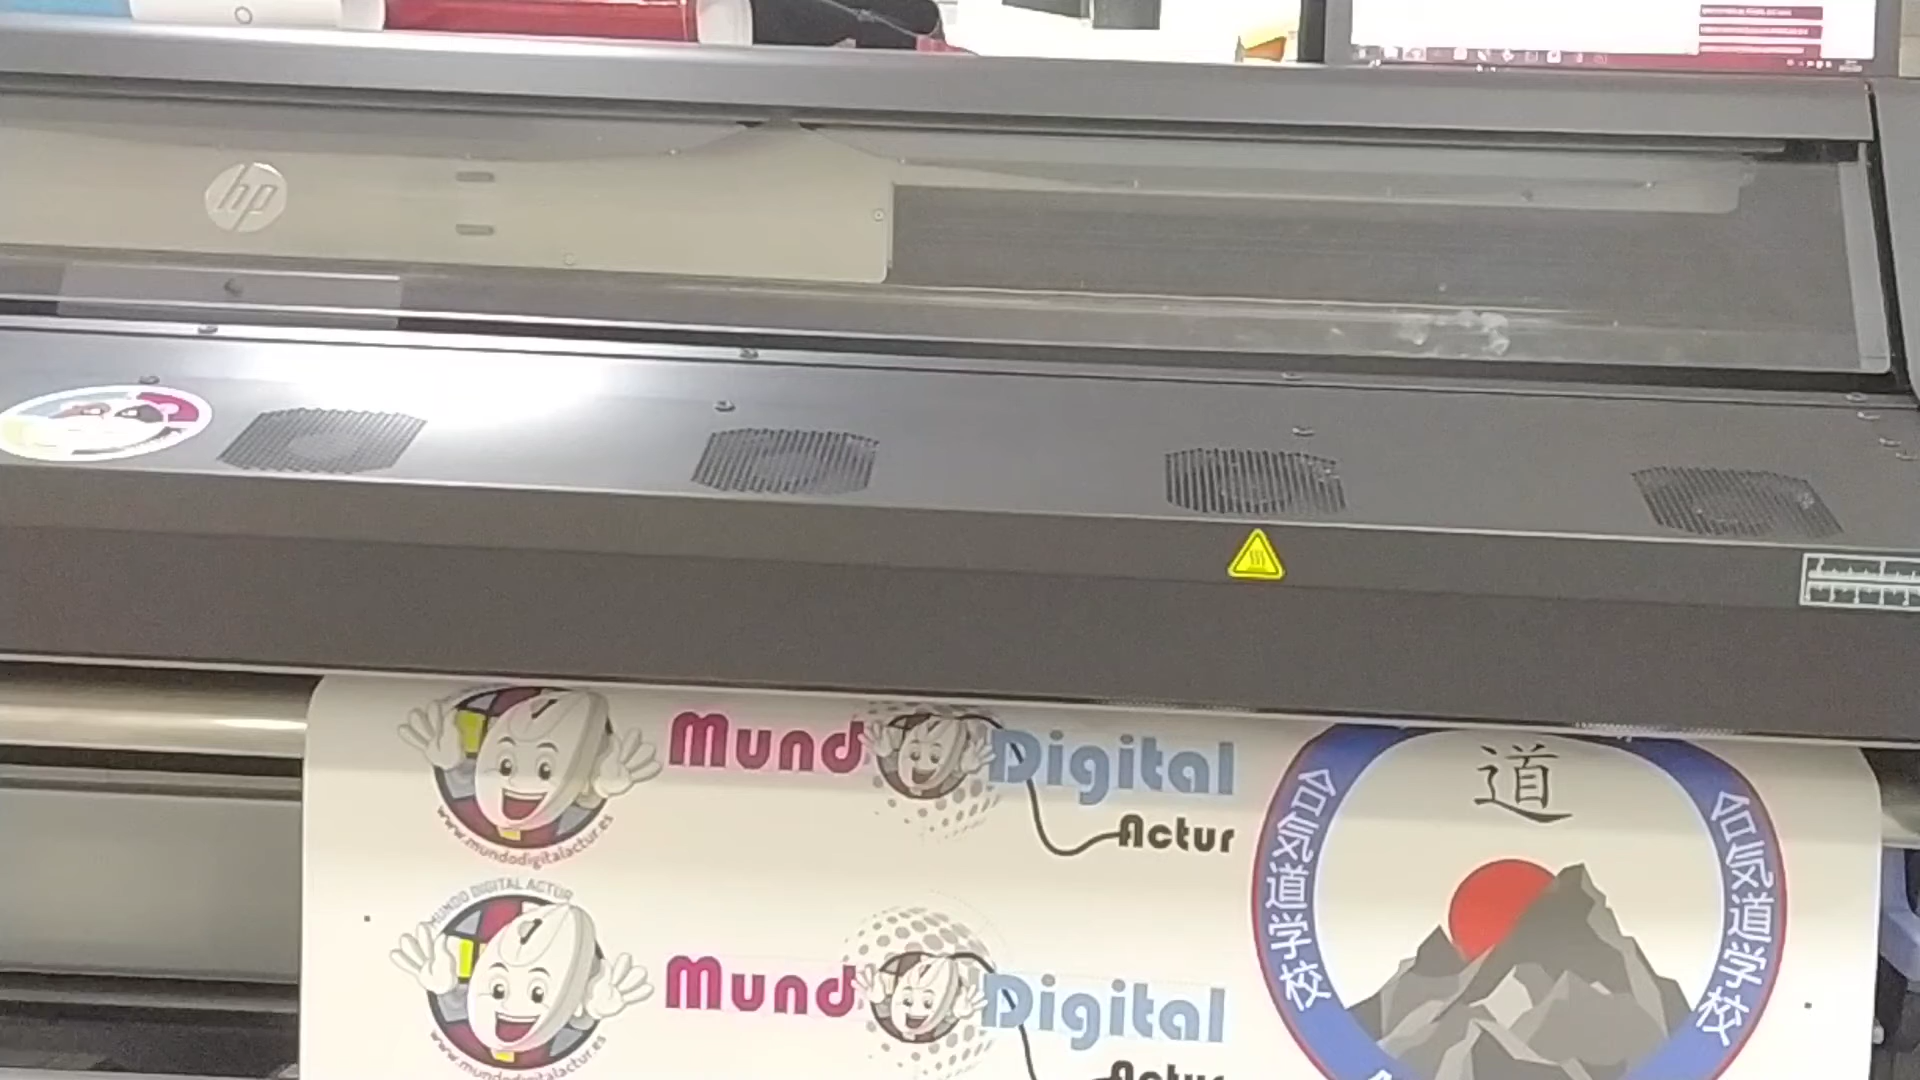 hp
Mund Digital
Actur
www.mundodigitalactur.es
道
合気道学校
合気道学校
MUNDO DIGITAL ACTUR
Mund Digital
Actur
www.mundodigitalactur.es